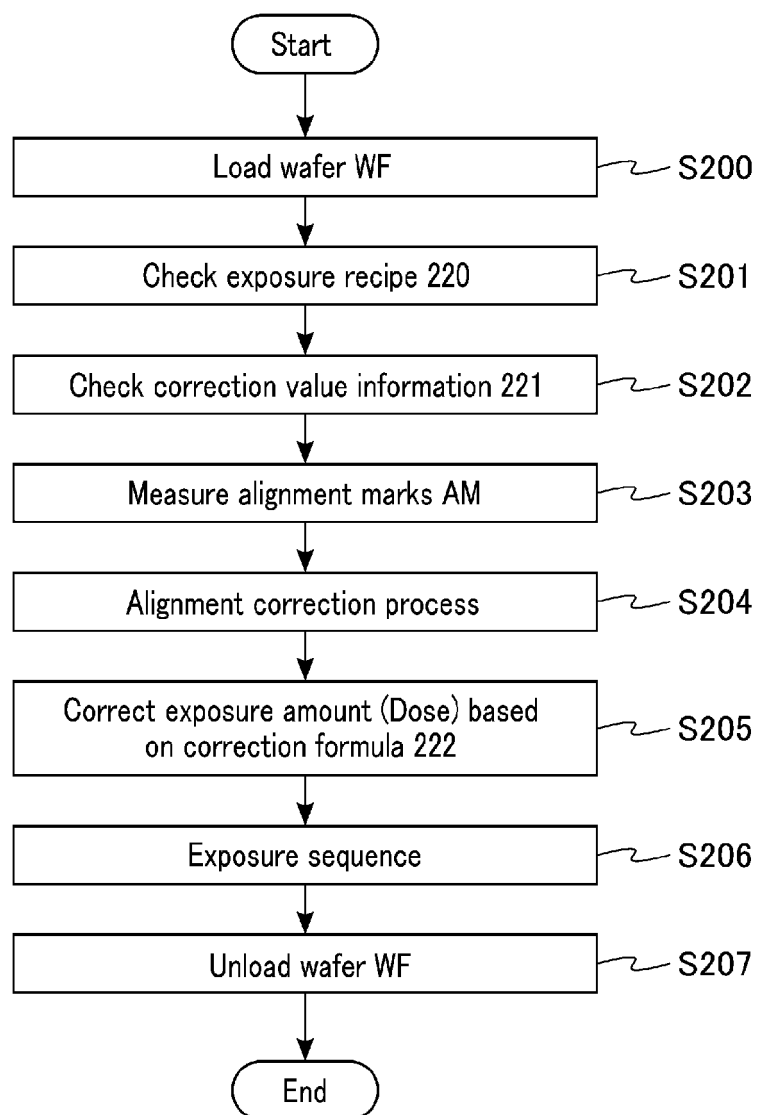 Start
Load wafer WF
S200
Check exposure recipe 220
S201
Check correction value information 221
S202
Measure alignment marks AM
S203
Alignment correction process
S204
Correct exposure amount (Dose) based
on correction formula 222
S205
Exposure sequence
S206
Unload wafer WF
S207
End